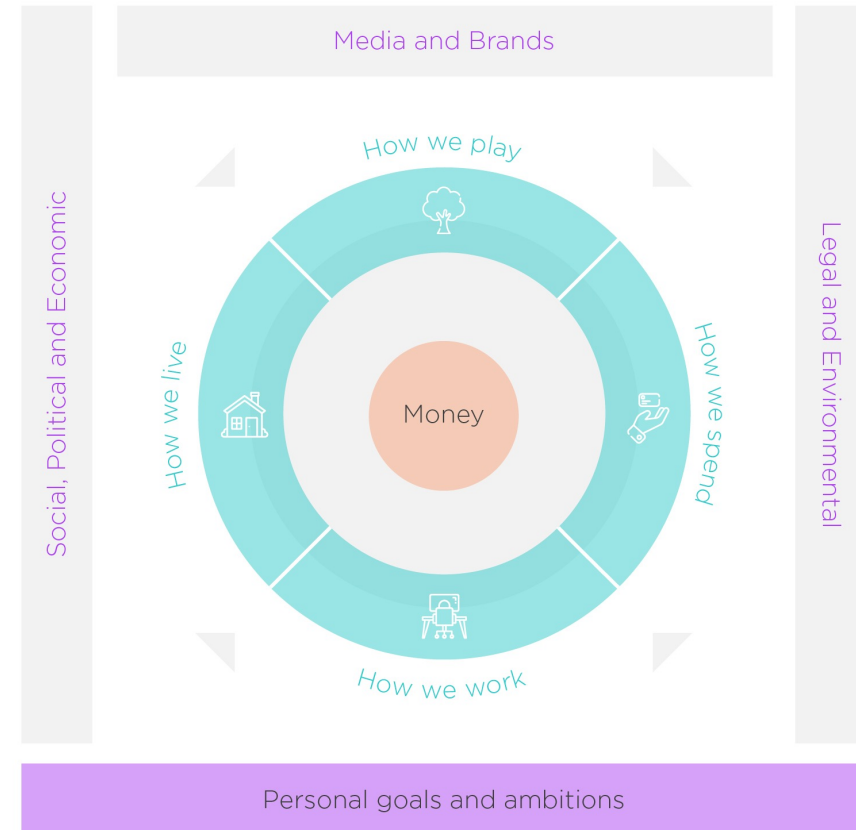 Media and Brands
How we play
Social, Political and Economic
How we live
Money
How we spend
Legal and Environmental
How we work
Personal goals and ambitions